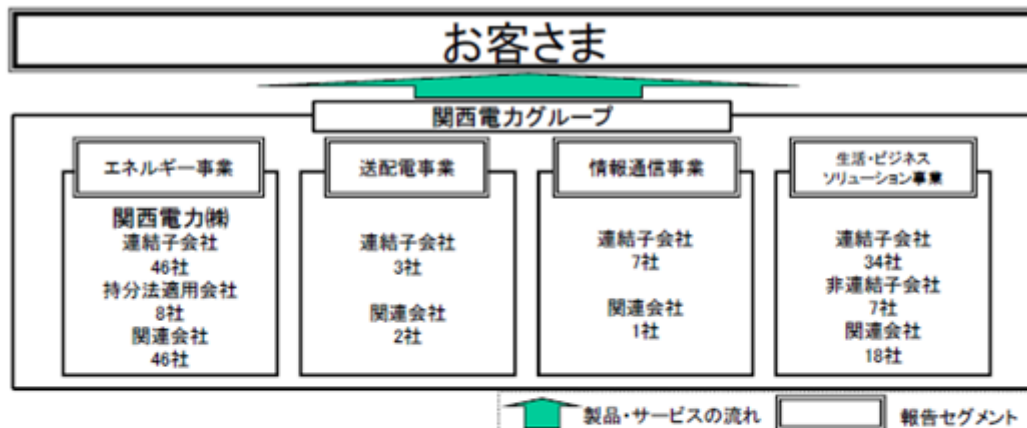 お客さま
関西電力グループ
エネルギー事業
関西電力㈱
連結子会社
46社
持分法適用会社
8社
関連会社
46社
送配電事業
連結子会社
3社
関連会社
2社
情報通信事業
連結子会社
7社
関連会社
1社
生活・ビジネス
ソリューション事業
連結子会社
34社
非連結子会社
7社
関連会社
18社
製品・サービスの流れ
報告セグメント